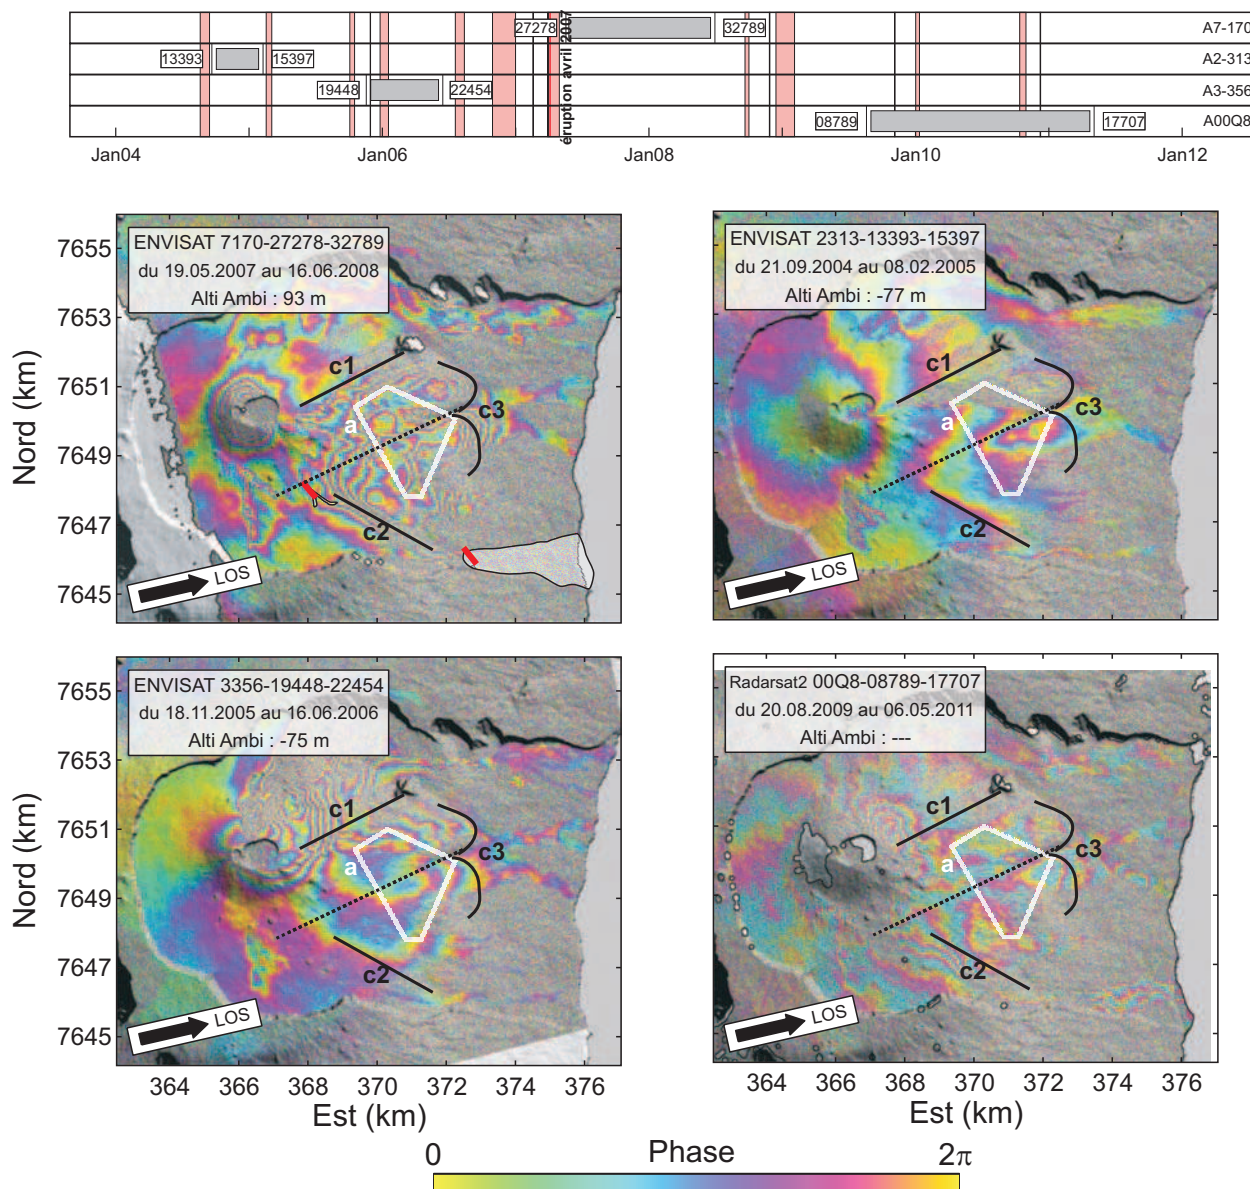 27278
32789
A7-170
13393
15397
A2-313
19448
22454
A3-356
08789
17707
A00Q8
éruption avril 2007
Jan04
Jan06
Jan08
Jan10
Jan12
ENVISAT 7170-27278-32789
du 19.05.2007 au 16.06.2008
Alti Ambi : 93 m
c1
c2
c3
a
LOS
7655
7653
7651
7649
7647
7645
Nord (km)
ENVISAT 2313-13393-15397
du 21.09.2004 au 08.02.2005
Alti Ambi : -77 m
c1
c2
c3
a
LOS
ENVISAT 3356-19448-22454
du 18.11.2005 au 16.06.2006
Alti Ambi : -75 m
c1
c2
c3
a
LOS
7655
7653
7651
7649
7647
7645
Nord (km)
364
366
368
370
372
374
376
Est (km)
Radarsat2 00Q8-08789-17707
du 20.08.2009 au 06.05.2011
Alti Ambi : ---
c1
c2
c3
a
LOS
364
366
368
370
372
374
376
Est (km)
0
Phase
2π